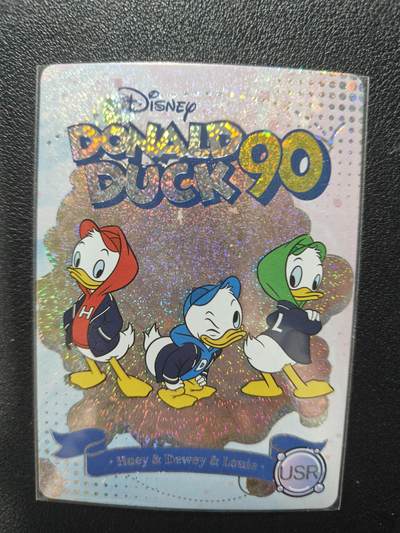 Disney
DONALD
DUCK 90
H
D
L
· Huey & Dewey & Louie ·
USR